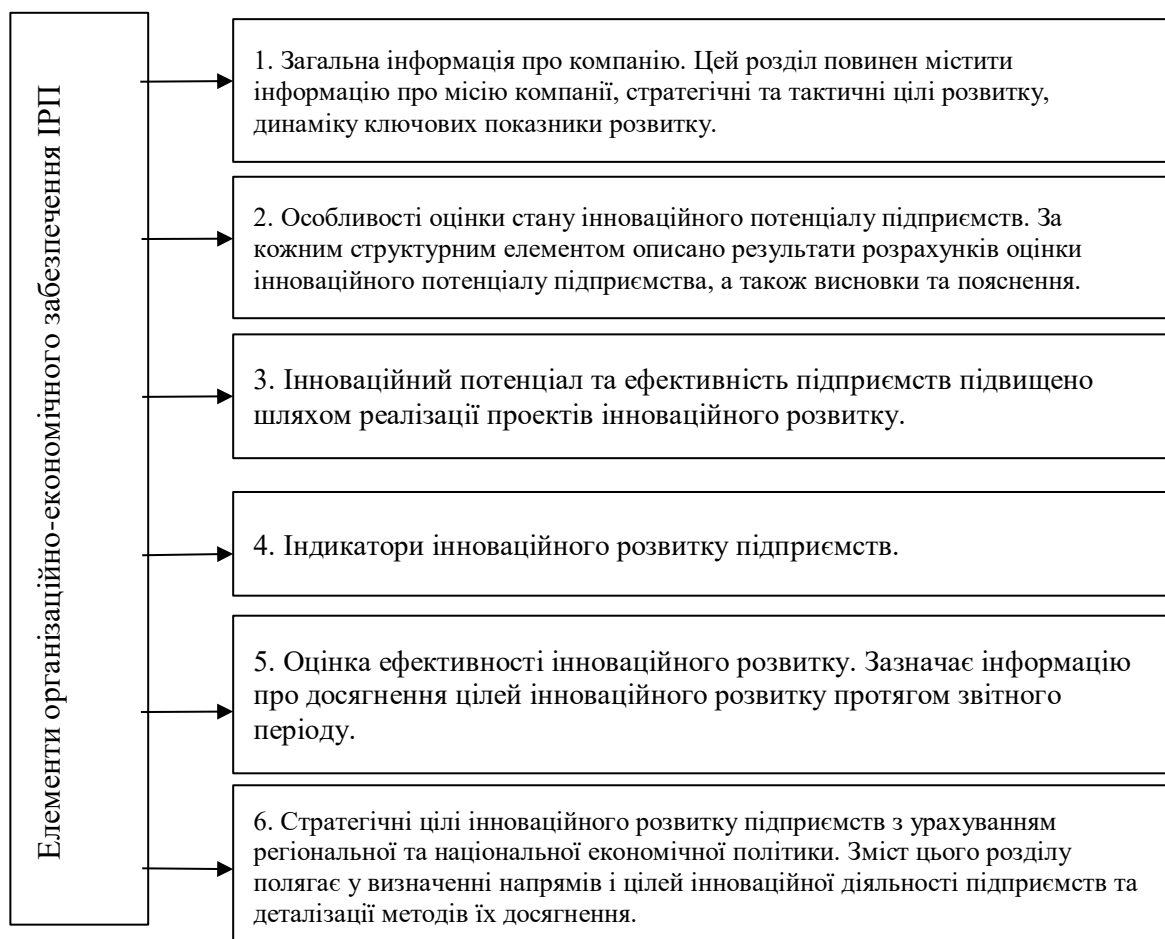 Елементи організаційно-економічного забезпечення ІРП
1. Загальна інформація про компанію. Цей розділ повинен містити
інформацію про місію компанії, стратегічні та тактичні цілі розвитку,
динаміку ключових показники розвитку.
2. Особливості оцінки стану інноваційного потенціалу підприємств. За
кожним структурним елементом описано результати розрахунків оцінки
інноваційного потенціалу підприємства, а також висновки та пояснення.
3. Інноваційний потенціал та ефективність підприємств підвищено
шляхом реалізації проектів інноваційного розвитку.
4. Індикатори інноваційного розвитку підприємств.
5. Оцінка ефективності інноваційного розвитку. Зазначає інформацію
про досягнення цілей інноваційного розвитку протягом звітного
періоду.
6. Стратегічні цілі інноваційного розвитку підприємств з урахуванням
регіональної та національної економічної політики. Зміст цього розділу
полягає у визначенні напрямів і цілей інноваційної діяльності підприємств та
деталізації методів їх досягнення.